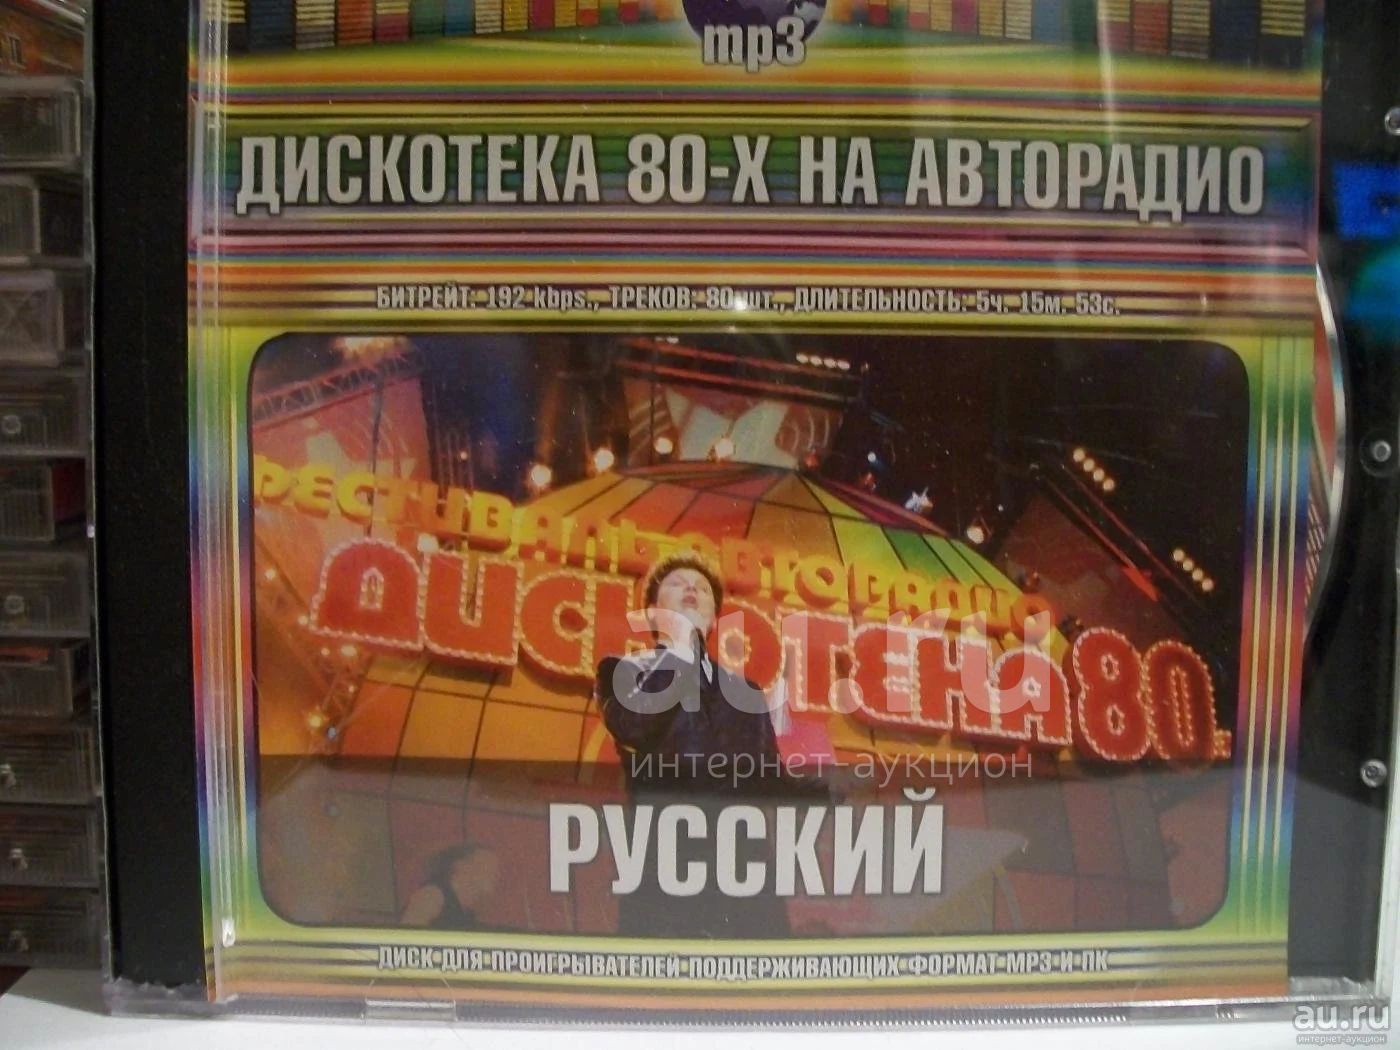 mp3
ДИСКОТЕКА 80-Х НА АВТОРАДИО
БИТРЕЙТ: 192 kbps., ТРЕКОВ: 80 шт., ДЛИТЕЛЬНОСТЬ: 5ч. 15м. 53с.
ФЕСТИВАЛЬ АВТОРАДИО
ДИСКОТЕКА 80.
au.ru
интернет-аукцион
РУССКИЙ
ДИСК ДЛЯ ПРОИГРЫВАТЕЛЕЙ ПОДДЕРЖИВАЮЩИХ ФОРМАТ MP3 И ПК
au.ru
интернет-аукцион